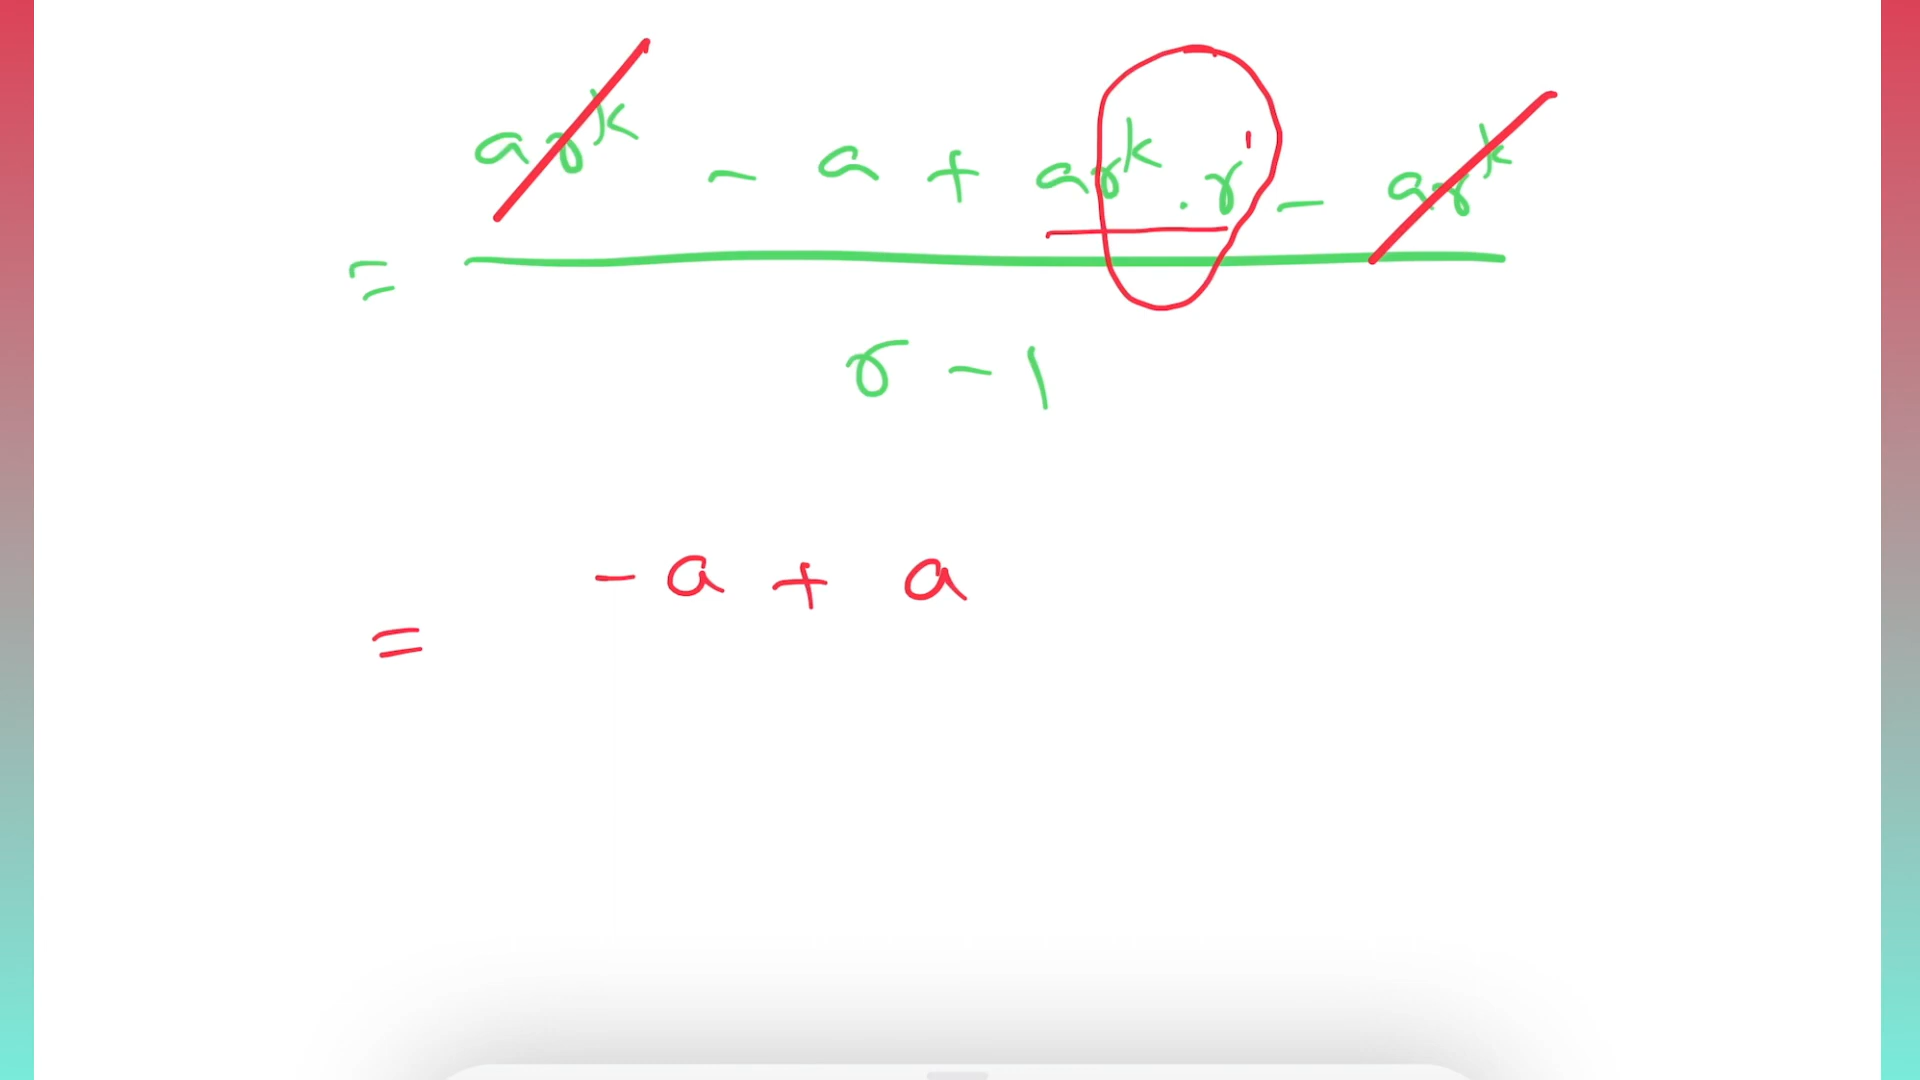 = (ar^k - a + ar^k . r^1 - ar^k) / (r - 1)
= - a + a